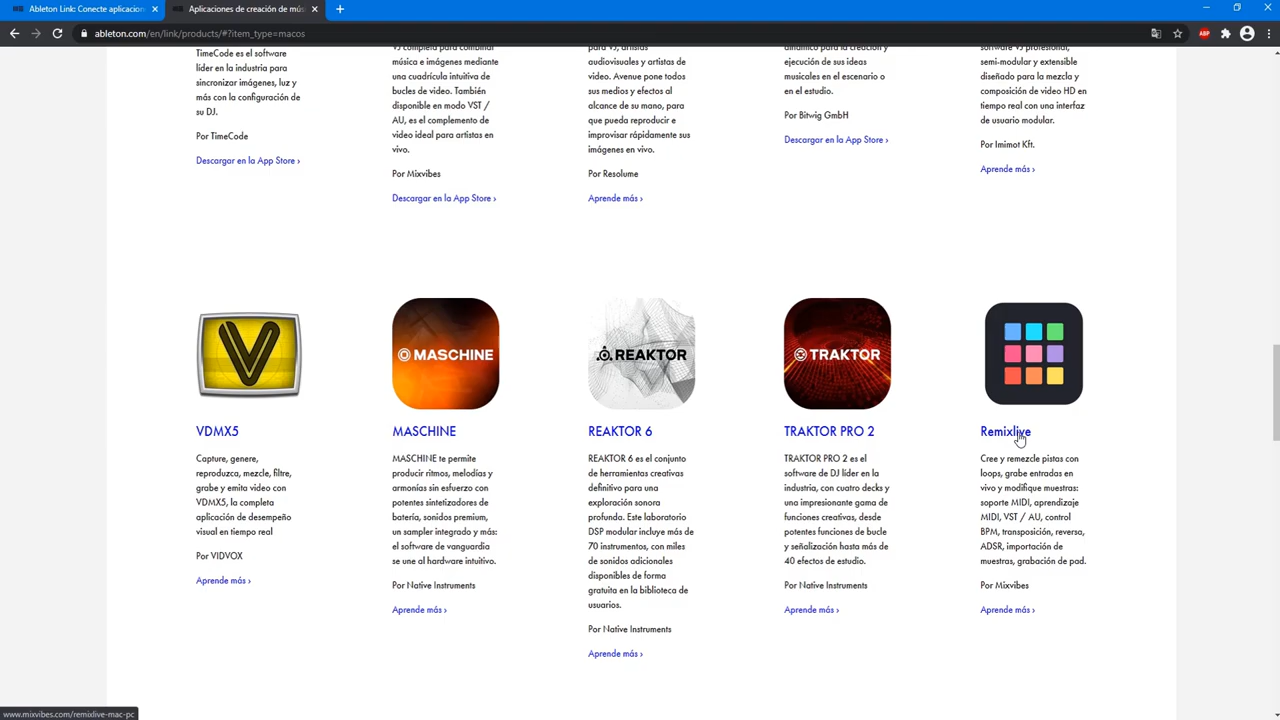 Ableton Link: Conecte aplicacion
Aplicaciones de creación de mús
ableton.com/en/link/products/#?item_type=macos
ABP
TimeCode es el software
líder en la industria para
sincronizar imágenes, luz y
más con la configuración de
su DJ.
Por TimeCode
Descargar en la App Store ›
VJ completa para combinar
música e imágenes mediante
una cuadrícula intuitiva de
bucles de video. También
disponible en modo VST /
AU, es el complemento de
video ideal para artistas en
vivo.
Por Mixvibes
Descargar en la App Store ›
para VJ, artistas
audiovisuales y artistas de
video. Avenue pone todos
sus medios y efectos al
alcance de su mano, para
que pueda reproducir e
improvisar rápidamente sus
imágenes en vivo.
Por Resolume
Aprende más ›
dinámico para la creación y
ejecución de sus ideas
musicales en el escenario o
en el estudio.
Por Bitwig GmbH
Descargar en la App Store ›
software VJ profesional,
semi-modular y extensible
diseñado para la mezcla y
composición de video HD en
tiempo real con una interfaz
de usuario modular.
Por Imimot Kft.
Aprende más ›
V
VDMX5
Capture, genere,
reproduzca, mezcle, filtre,
grabe y emita video con
VDMX5, la completa
aplicación de desempeño
visual en tiempo real
Por VIDVOX
Aprende más ›
MASCHINE
MASCHINE
MASCHINE te permite
producir ritmos, melodías y
armonías sin esfuerzo con
potentes sintetizadores de
batería, sonidos premium,
un sampler integrado y más:
el software de vanguardia
se une al hardware intuitivo.
Por Native Instruments
Aprende más ›
REAKTOR
REAKTOR 6
REAKTOR 6 es el conjunto
de herramientas creativas
definitivo para una
exploración sonora
profunda. Este laboratorio
DSP modular incluye más de
70 instrumentos, con miles
de sonidos adicionales
disponibles de forma
gratuita en la biblioteca de
usuarios.
Por Native Instruments
Aprende más ›
TRAKTOR
TRAKTOR PRO 2
TRAKTOR PRO 2 es el
software de DJ líder en la
industria, con cuatro decks y
una impresionante gama de
funciones creativas, desde
potentes funciones de bucle
y señalización hasta más de
40 efectos de estudio.
Por Native Instruments
Aprende más ›
Remixlive
Cree y remezcle pistas con
loops, grabe entradas en
vivo y modifique muestras:
soporte MIDI, aprendizaje
MIDI, VST / AU, control
BPM, transposición, reversa,
ADSR, importación de
muestras, grabación de pad.
Por Mixvibes
Aprende más ›
www.mixvibes.com/remixlive-mac-pc